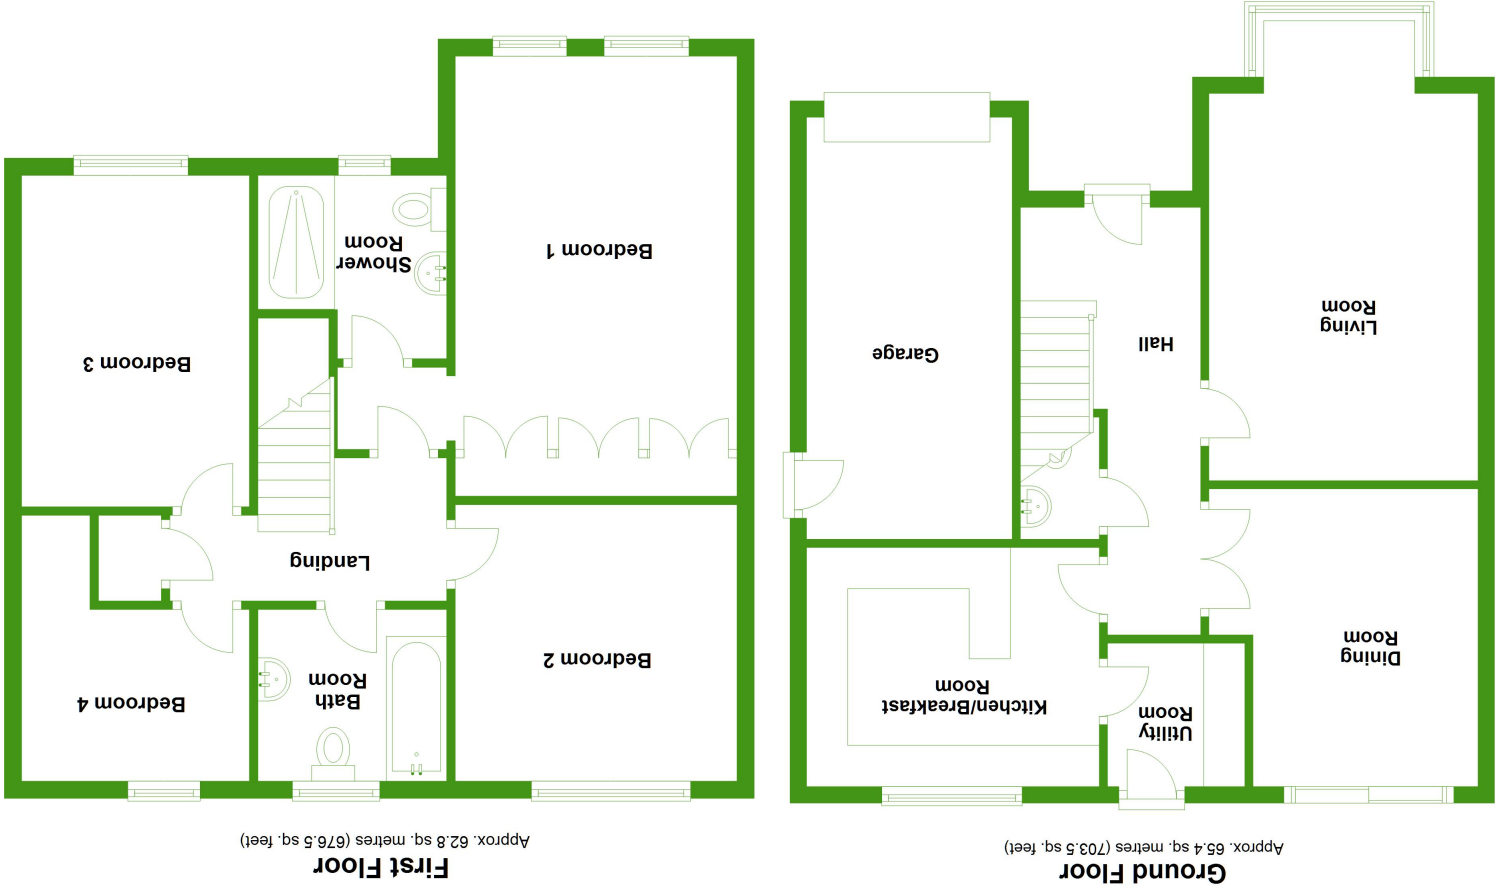 Ground Floor
Approx. 65.4 sq. metres (703.5 sq. feet)
Utility
Room
Kitchen/Breakfast
Room
Dining
Room
Garage
Hall
Living
Room
First Floor
Approx. 62.8 sq. metres (676.5 sq. feet)
Bedroom 2
Bath
Room
Bedroom 4
Landing
Bedroom 3
Shower
Room
Bedroom 1